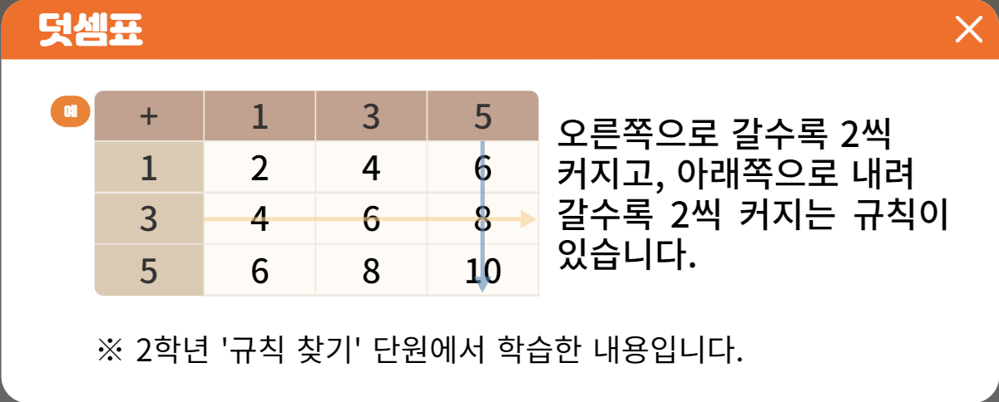 덧셈표
예
+ 1 3 5
1 2 4 6
3 4 6 8
5 6 8 10
오른쪽으로 갈수록 2씩
커지고, 아래쪽으로 내려
갈수록 2씩 커지는 규칙이
있습니다.
※ 2학년 '규칙 찾기' 단원에서 학습한 내용입니다.